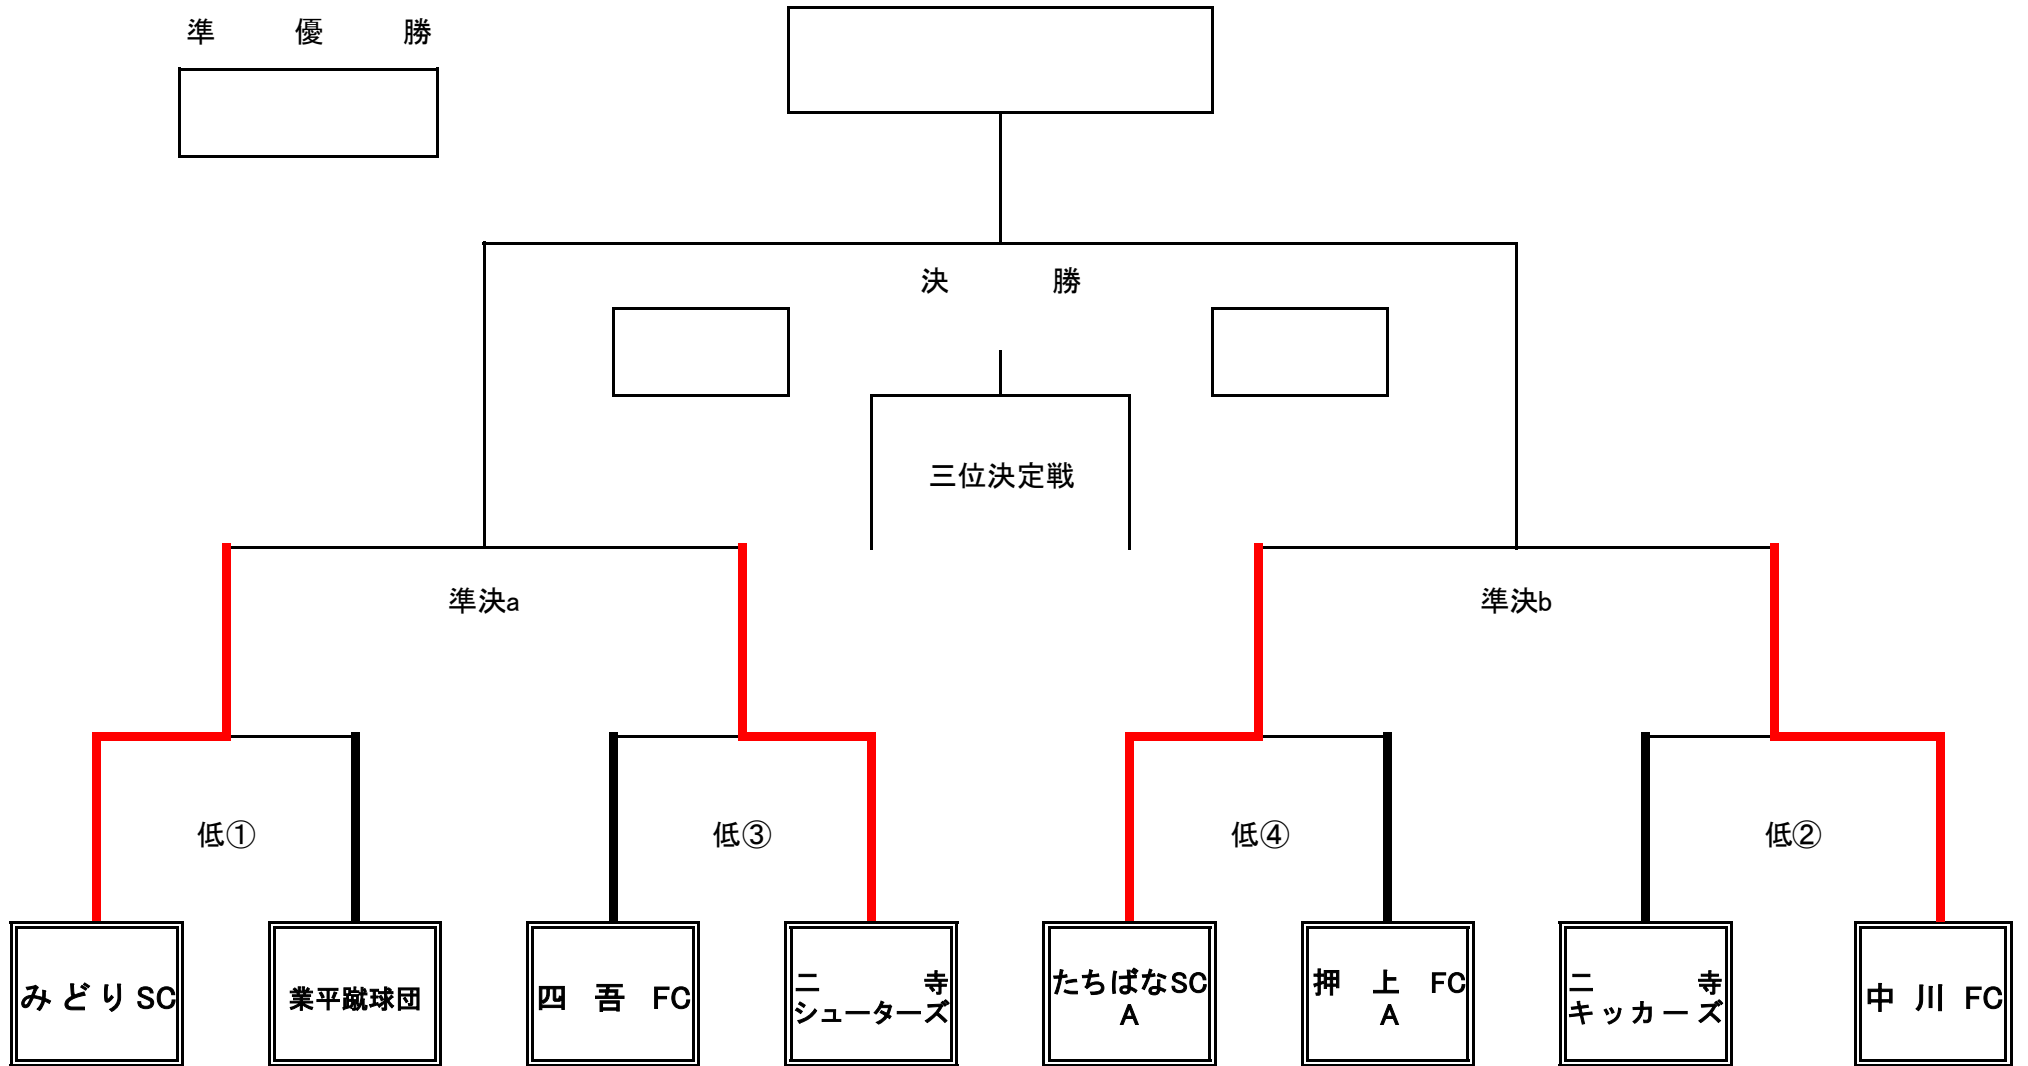 準 優 勝
決 勝
三位決定戦
準決a
準決b
低①
低③
低④
低②
みどりSC
業平蹴球団
四 吾 FC
二 寺
シューターズ
たちばなSC
A
押 上 FC
A
二 寺
キッカーズ
中 川 FC